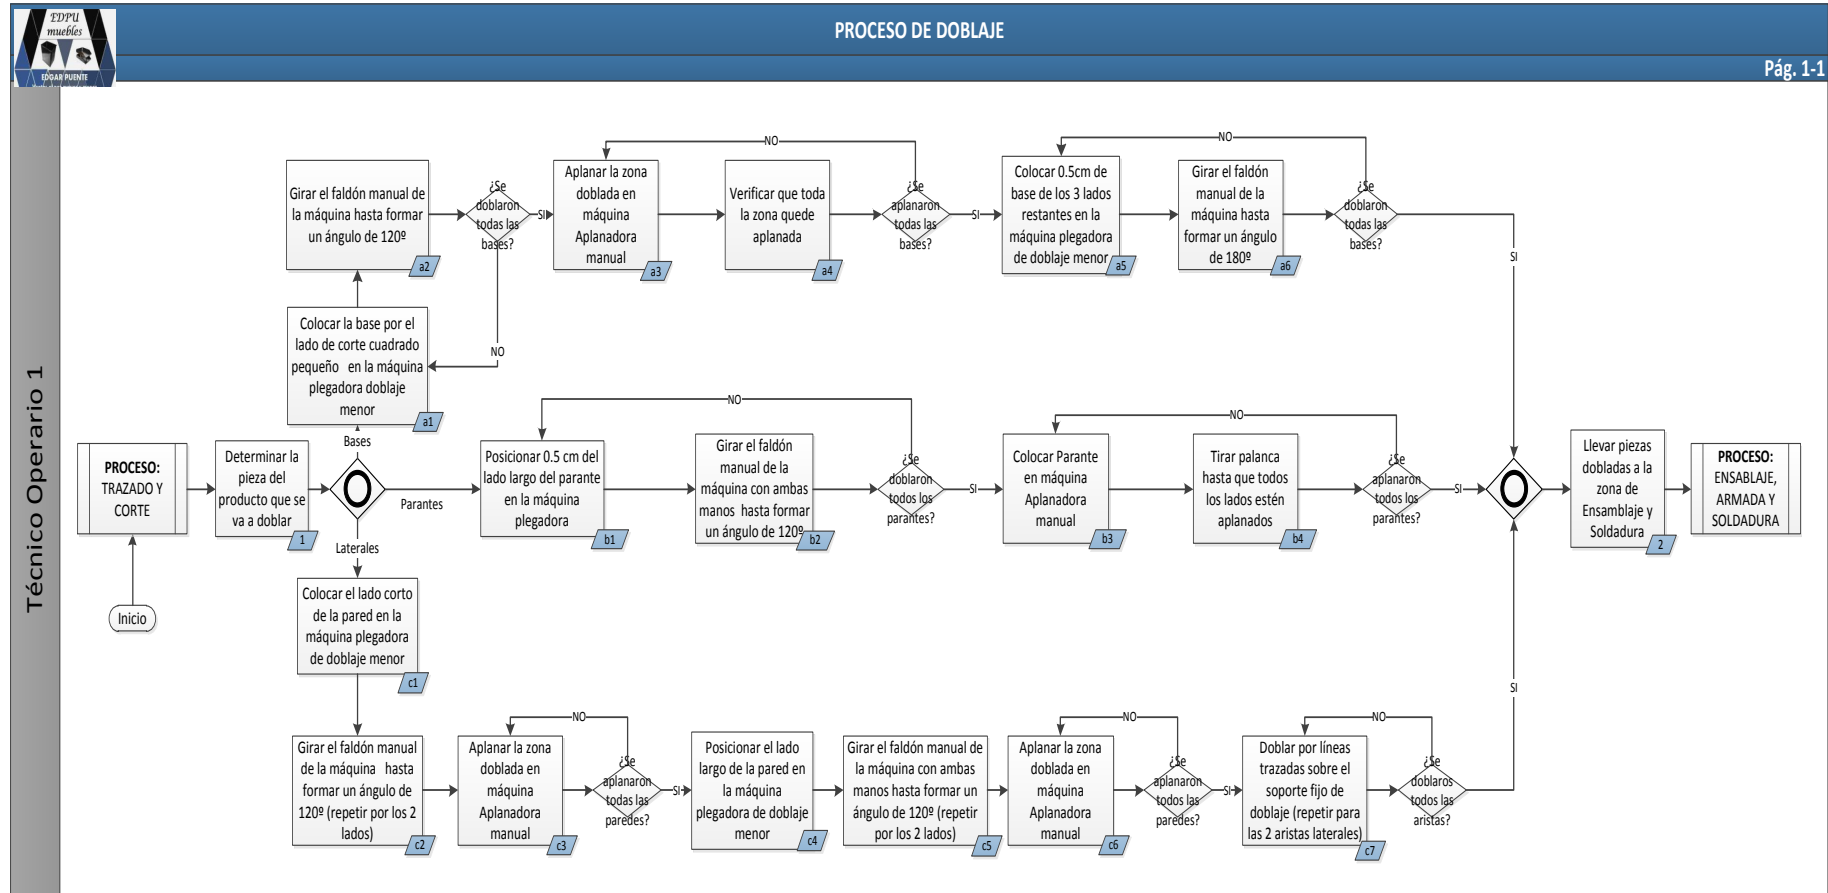 EDPU
muebles
EDGAR PUENTE
PROCESO DE DOBLAJE
Pág. 1-1
Técnico Operario 1
Girar el faldón manual de
la máquina hasta formar
un ángulo de 120º
a2
¿Se
doblaron
todas las
bases?
SI
NO
Aplanar la zona
doblada en
máquina
Aplanadora
manual
a3
Verificar que toda
la zona quede
aplanada
a4
NO
¿Se
aplanaron
todas las
bases?
SI
Colocar 0.5cm de
base de los 3 lados
restantes en la
máquina plegadora
de doblaje menor
a5
Girar el faldón
manual de la
máquina hasta
formar un ángulo
de 180º
a6
NO
¿Se
doblaron
todas las
bases?
SI
Colocar la base por el
lado de corte cuadrado
pequeño en la máquina
plegadora doblaje
menor
a1
Bases
PROCESO:
TRAZADO Y
CORTE
Inicio
Determinar la
pieza del
producto que se
va a doblar
1
Parantes
Laterales
Posicionar 0.5 cm del
lado largo del parante
en la máquina
plegadora
b1
NO
Girar el faldón
manual de la
máquina con ambas
manos hasta formar
un ángulo de 120º
b2
¿Se
doblaron
todos los
parantes?
SI
Colocar Parante
en máquina
Aplanadora
manual
b3
NO
Tirar palanca
hasta que todos
los lados estén
aplanados
b4
¿Se
aplanaron
todos los
parantes?
SI
Llevar piezas
dobladas a la
zona de
Ensamblaje y
Soldadura
2
PROCESO:
ENSABLAJE,
ARMADA Y
SOLDADURA
Colocar el lado corto
de la pared en la
máquina plegadora
de doblaje menor
c1
Girar el faldón manual
de la máquina hasta
formar un ángulo de
120º (repetir por los 2
lados)
c2
Aplanar la zona
doblada en
máquina
Aplanadora
manual
c3
NO
¿Se
aplanaron
todas las
paredes?
SI
Posicionar el lado
largo de la pared en
la máquina
plegadora de doblaje
menor
c4
Girar el faldón manual de
la máquina con ambas
manos hasta formar un
ángulo de 120º (repetir
por los 2 lados)
c5
Aplanar la zona
doblada en
máquina
Aplanadora
manual
c6
NO
¿Se
aplanaron
todos las
paredes?
SI
Doblar por líneas
trazadas sobre el
soporte fijo de
doblaje (repetir para
las 2 aristas laterales)
c7
NO
¿Se
doblaros
todos las
aristas?
SI